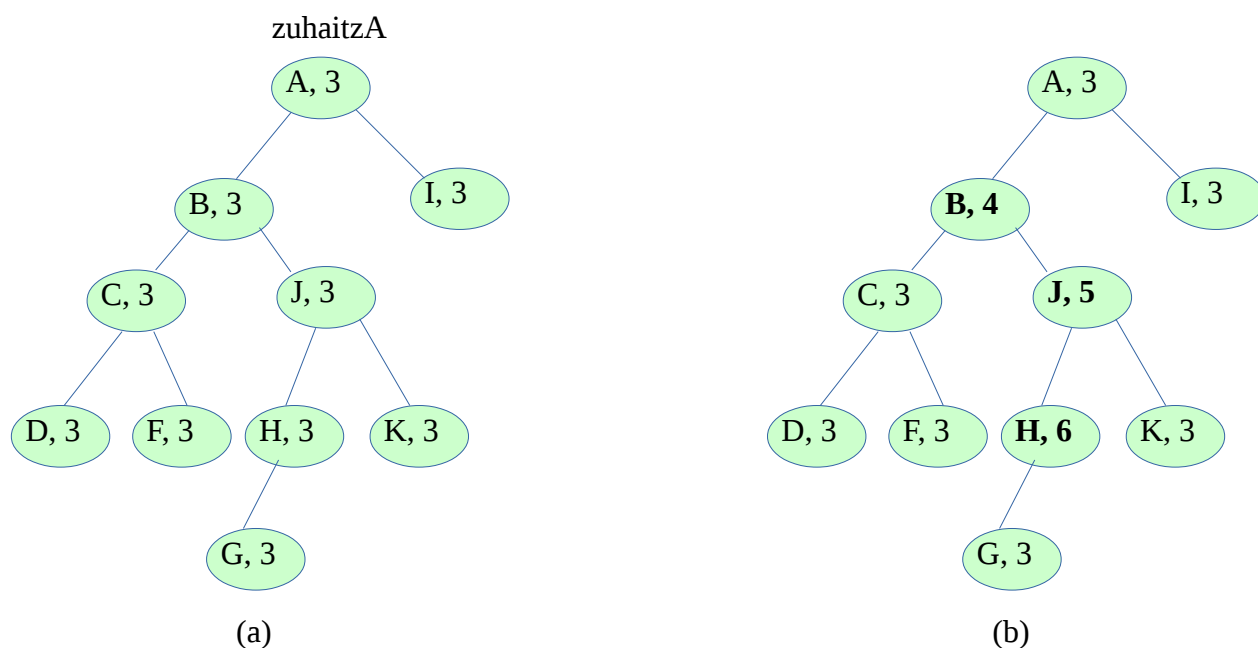 zuhaitzA
A, 3
B, 3
I, 3
C, 3
J, 3
D, 3
F, 3
H, 3
K, 3
G, 3
(a)
A, 3
B, 4
I, 3
C, 3
J, 5
D, 3
F, 3
H, 6
K, 3
G, 3
(b)